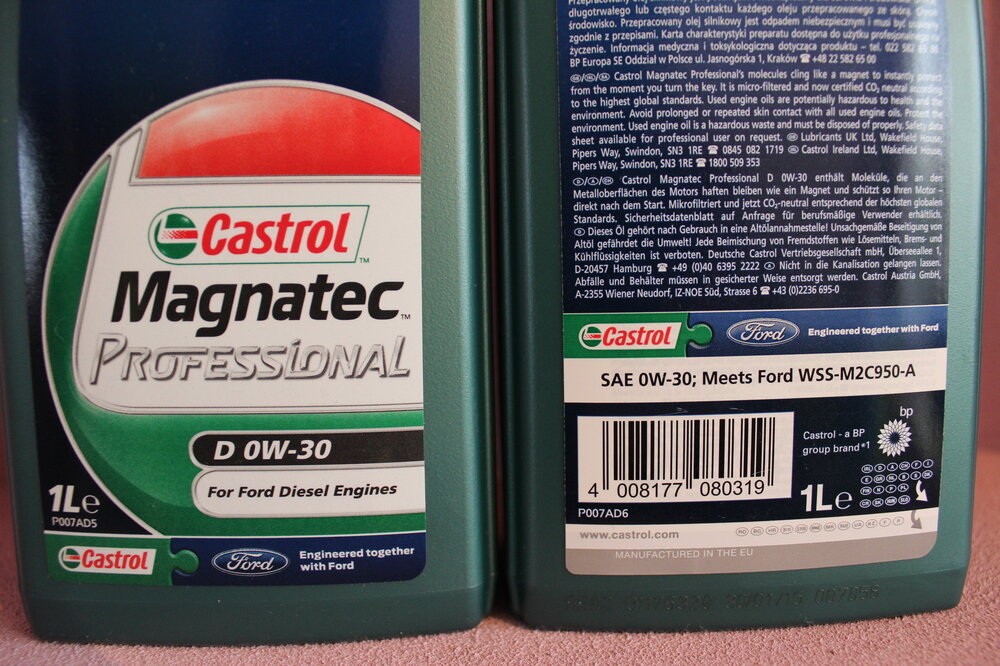 Castrol
TM
Magnatec
TM
PROFESSIONAL
D 0W-30
For Ford Diesel Engines
1L e
P007AD5
Castrol
Ford
Engineered together
with Ford
długotrwałego lub częstego kontaktu każdego oleju przepracowanego ze skórą. Chroń
środowisko. Przepracowany olej silnikowy jest odpadem niebezpiecznym i musi być
zgodnie z przepisami. Karta charakterystyki preparatu dostępna do użytku profesjonalnego na
życzenie. Informacja medyczna i toksykologiczna dotycząca produktu – tel. 022 582
BP Europa SE Oddział w Polsce ul. Jasnogórska 1, Kraków ☎ +48 22 582 65 00
Castrol Magnatec Professional's molecules cling like a magnet to instantly protect
from the moment you turn the key. It is micro-filtered and now certified CO₂ neutral according
to the highest global standards. Used engine oils are potentially hazardous to health and the
environment. Avoid prolonged or repeated skin contact with all used engine oils. Protect the
environment. Used engine oil is a hazardous waste and must be disposed of properly. Safety data
sheet available for professional user on request. Lubricants UK Ltd, Wakefield House,
Pipers Way, Swindon, SN3 1RE ☎ 0845 082 1719 Castrol Ireland Ltd, Wakefield House,
Pipers Way, Swindon, SN3 1RE ☎ 1800 509 353
D/A/CH Castrol Magnatec Professional D 0W-30 enthält Moleküle, die an den
Metalloberflächen des Motors haften bleiben wie ein Magnet und schützt so Ihren Motor –
direkt nach dem Start. Mikrofiltriert und jetzt CO₂-neutral entsprechend der höchsten globalen
Standards. Sicherheitsdatenblatt auf Anfrage für berufsmäßige Verwender erhältlich.
D Dieses Öl gehört nach Gebrauch in eine Altölannahmestelle! Unsachgemäße Beseitigung von
Altöl gefährdet die Umwelt! Jede Beimischung von Fremdstoffen wie Lösemitteln, Brems- und
Kühlflüssigkeiten ist verboten. Deutsche Castrol Vertriebsgesellschaft mbH, Überseeallee 1,
D-20457 Hamburg ☎ +49 (0)40 6395 2222 A Nicht in die Kanalisation gelangen lassen.
Abfälle und Behälter müssen in gesicherter Weise entsorgt werden. Castrol Austria GmbH,
A-2355 Wiener Neudorf, IZ-NOE Süd, Strasse 6 ☎ +43 (0)2236 695-0
Castrol
Ford
Engineered together with Ford
SAE 0W-30; Meets Ford WSS-M2C950-A
4 008177 080319
P007AD6
bp
Castrol - a BP
group brand *1
1L e
www.castrol.com
MANUFACTURED IN THE EU
30/01/15 007058